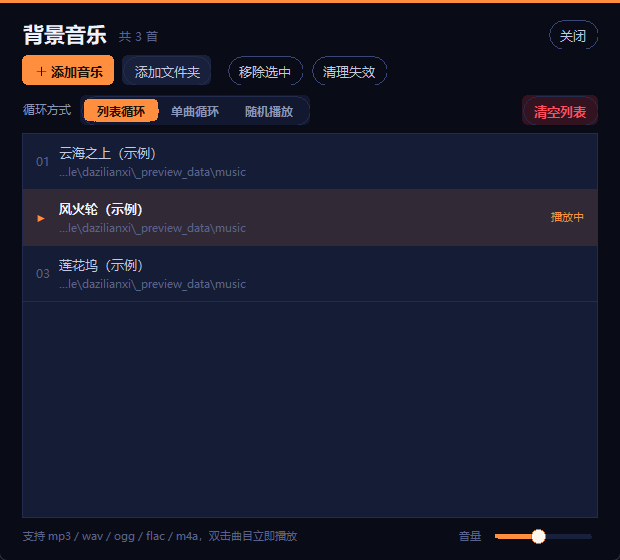 背景音乐 共 3 首 关闭
＋ 添加音乐 添加文件夹 移除选中 清理失效
循环方式 列表循环 单曲循环 随机播放 清空列表
01 云海之上（示例）
...le\dazilianxi\_preview_data\music
▶ 风火轮（示例） 播放中
...le\dazilianxi\_preview_data\music
03 莲花坞（示例）
...le\dazilianxi\_preview_data\music
支持 mp3 / wav / ogg / flac / m4a，双击曲目立即播放 音量